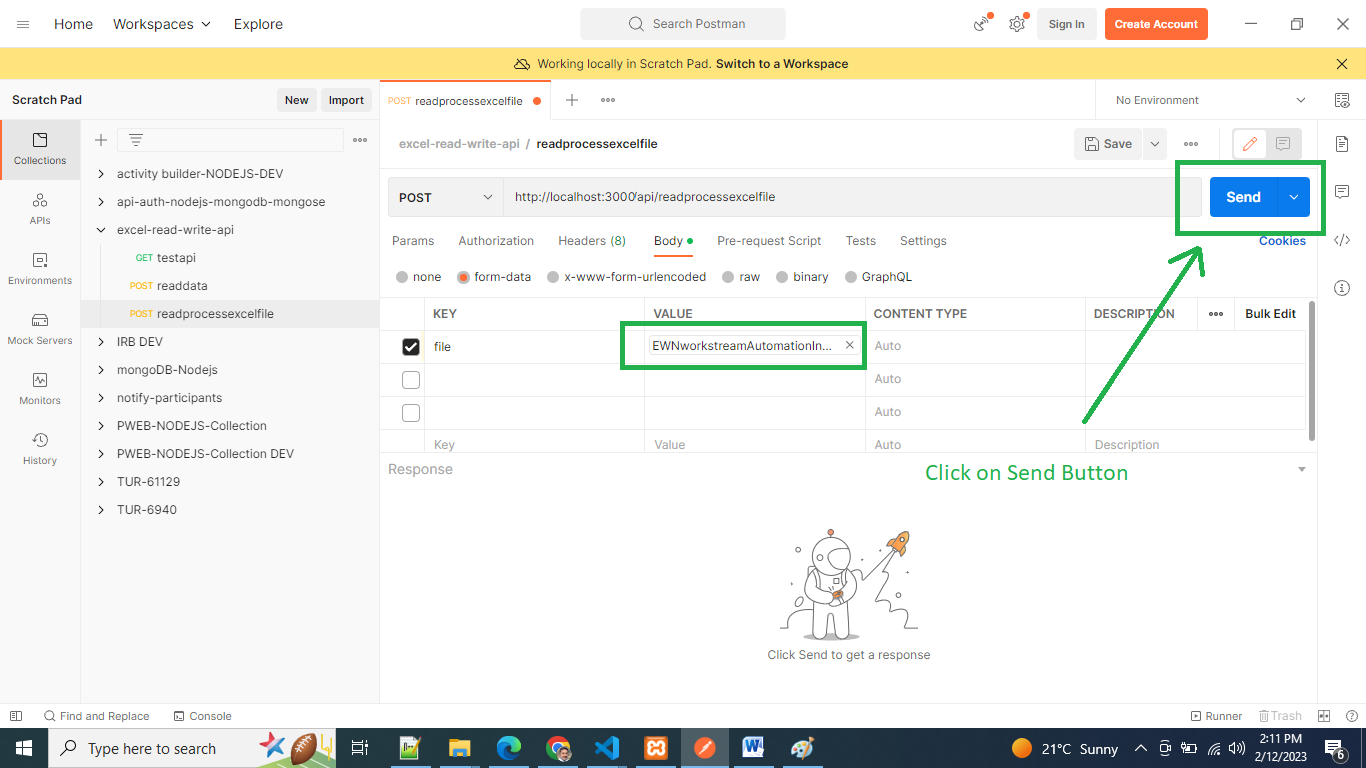 Home Workspaces Explore Search Postman Sign In Create Account
Working locally in Scratch Pad. Switch to a Workspace
Scratch Pad New Import
POST readprocessexcelfile
No Environment
excel-read-write-api / readprocessexcelfile Save
Collections
APIs
Environments
Mock Servers
Monitors
History
activity builder-NODEJS-DEV
api-auth-nodejs-mongodb-mongose
excel-read-write-api
GET testapi
POST readdata
POST readprocessexcelfile
IRB DEV
mongoDB-Nodejs
notify-participants
PWEB-NODEJS-Collection
PWEB-NODEJS-Collection DEV
TUR-61129
TUR-6940
POST http://localhost:3000/api/readprocessexcelfile Send
Params Authorization Headers (8) Body Pre-request Script Tests Settings Cookies
none form-data x-www-form-urlencoded raw binary GraphQL
KEY VALUE CONTENT TYPE DESCRIPTION Bulk Edit
file EWNworkstreamAutomationIn... Auto
Auto
Auto
Key Value Auto Description
Response
Click on Send Button
Click Send to get a response
Find and Replace Console Runner Trash
Type here to search
21°C Sunny
2:11 PM
2/12/2023
6